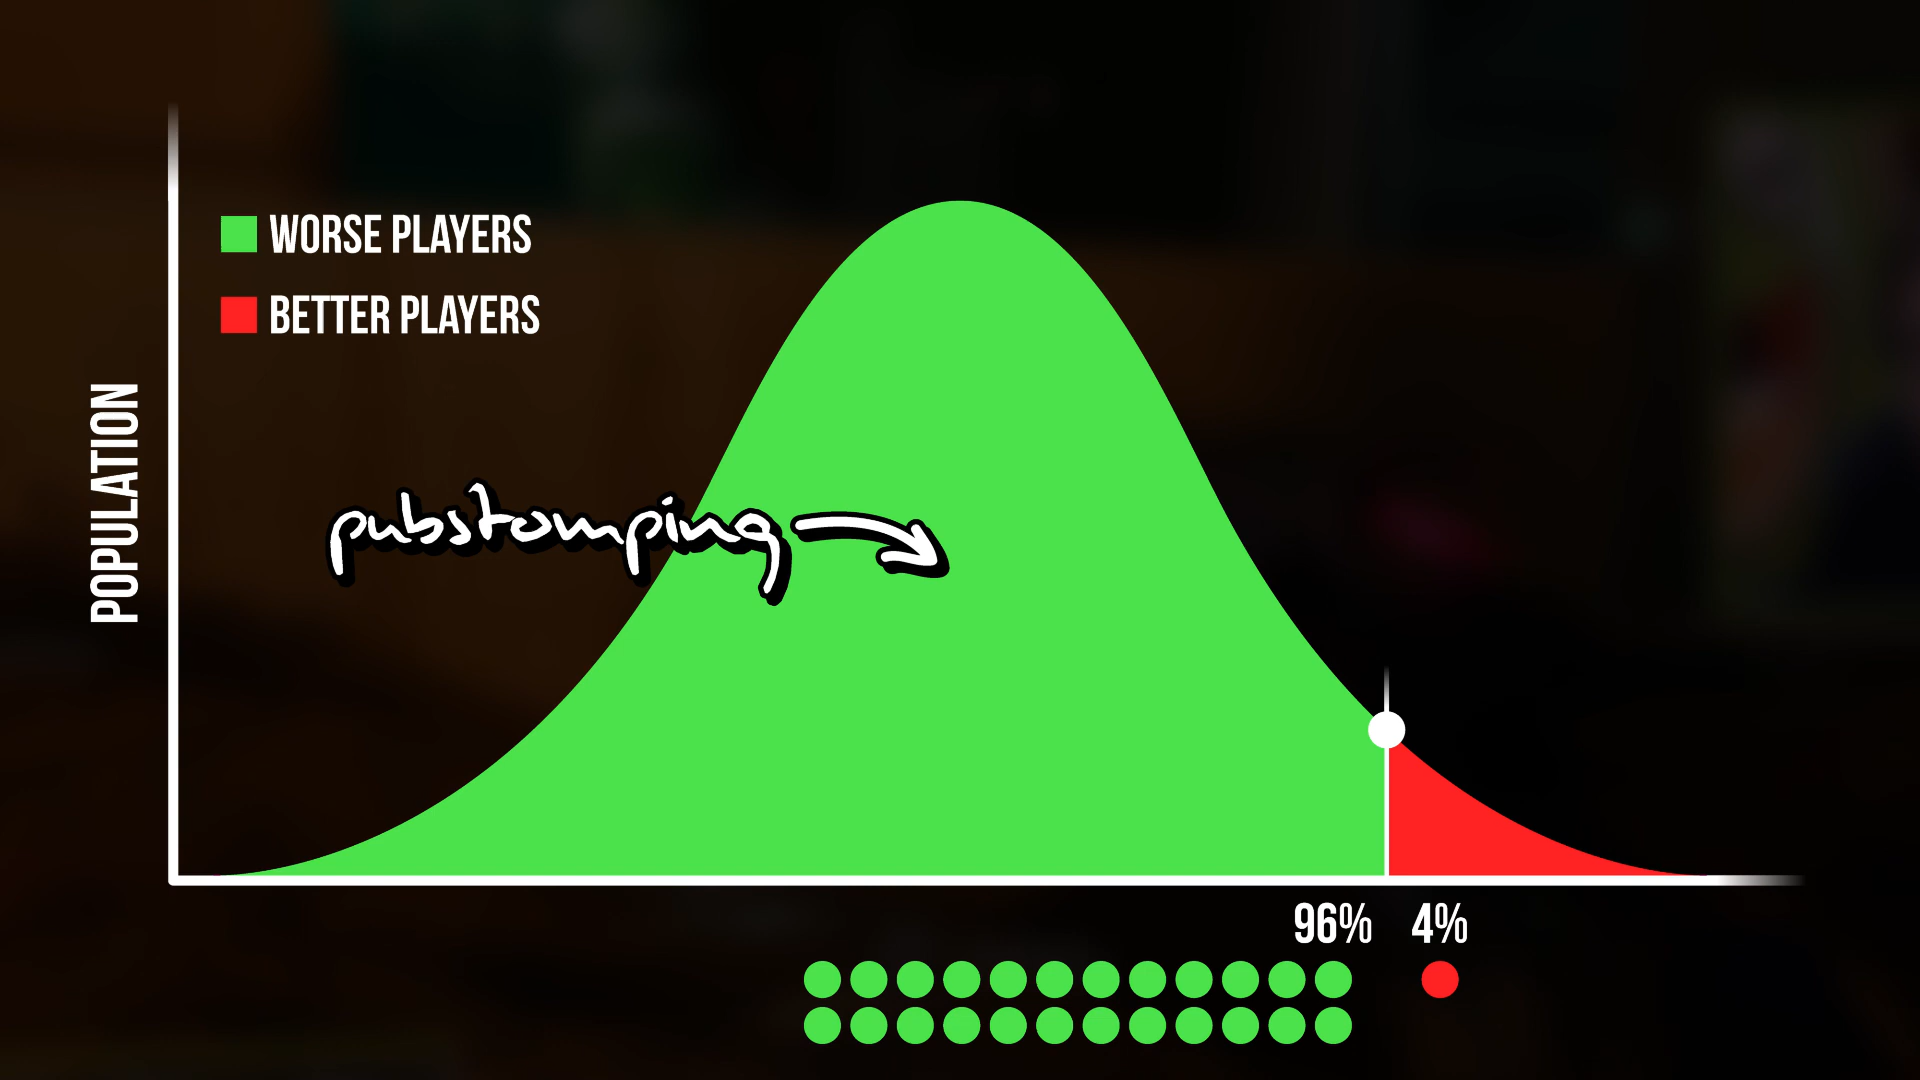 WORSE PLAYERS
BETTER PLAYERS
POPULATION
pubstomping
96% 4%